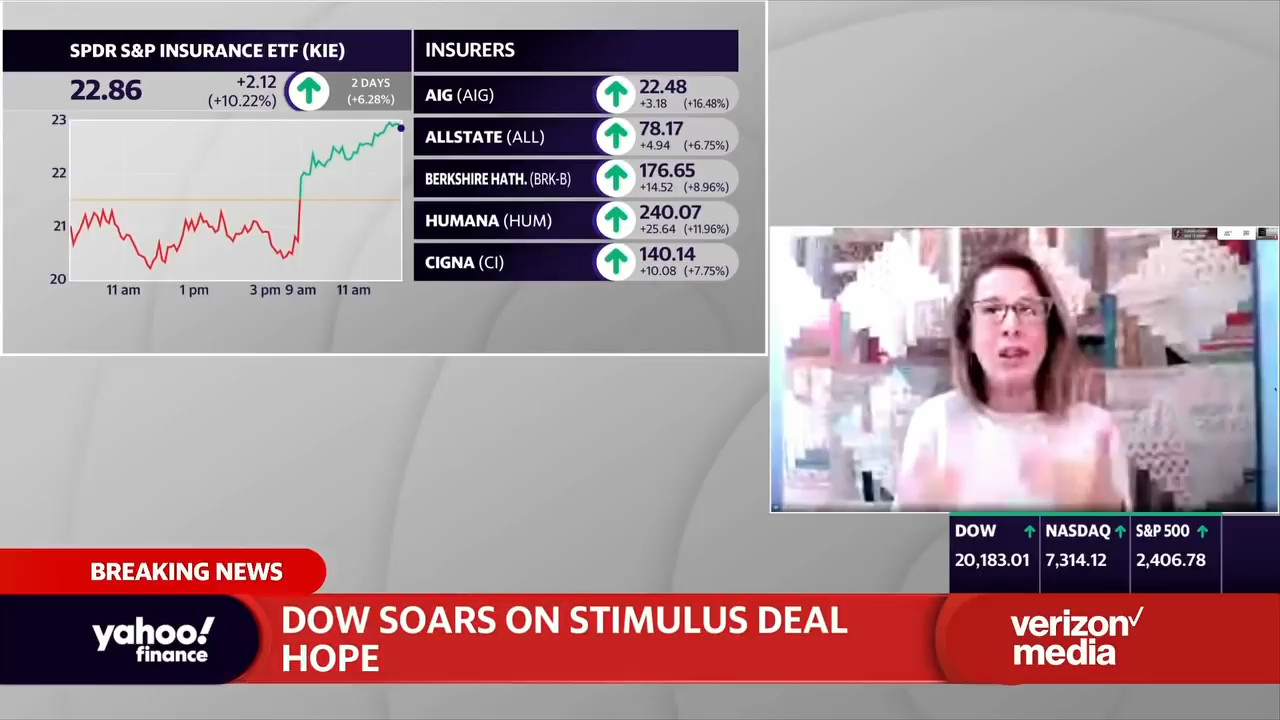 SPDR S&P INSURANCE ETF (KIE)
22.86
+2.12
(+10.22%)
2 DAYS
(+6.28%)
23
22
21
20
11 am
1 pm
3 pm
9 am
11 am
INSURERS
AIG (AIG)
22.48
+3.18 (+16.48%)
ALLSTATE (ALL)
78.17
+4.94 (+6.75%)
BERKSHIRE HATH. (BRK-B)
176.65
+14.52 (+8.96%)
HUMANA (HUM)
240.07
+25.64 (+11.96%)
CIGNA (CI)
140.14
+10.08 (+7.75%)
DOW
20,183.01
NASDAQ
7,314.12
S&P 500
2,406.78
BREAKING NEWS
yahoo!
finance
DOW SOARS ON STIMULUS DEAL
HOPE
verizon✓
media